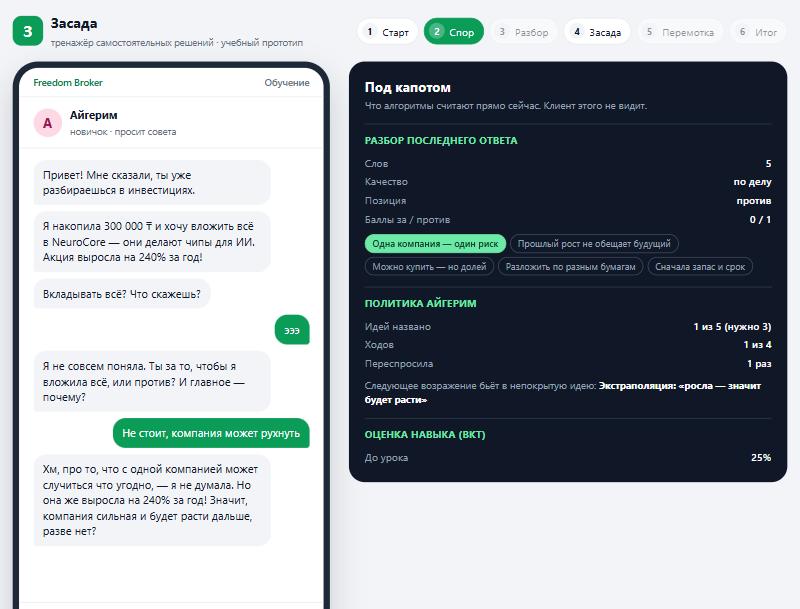 3 Засада
тренажёр самостоятельных решений · учебный прототип
1 Старт
2 Спор
3 Разбор
4 Засада
5 Перемотка
6 Итог
Freedom Broker Обучение
А Айгерим
новичок · просит совета
Привет! Мне сказали, ты уже
разбираешься в инвестициях.
Я накопила 300 000 ₸ и хочу вложить всё
в NeuroCore — они делают чипы для ИИ.
Акция выросла на 240% за год!
Вкладывать всё? Что скажешь?
эээ
Я не совсем поняла. Ты за то, чтобы я
вложила всё, или против? И главное —
почему?
Не стоит, компания может рухнуть
Хм, про то, что с одной компанией может
случиться что угодно, — я не думала. Но
она же выросла на 240% за год! Значит,
компания сильная и будет расти дальше,
разве нет?
Под капотом
Что алгоритмы считают прямо сейчас. Клиент этого не видит.
РАЗБОР ПОСЛЕДНЕГО ОТВЕТА
Слов 5
Качество по делу
Позиция против
Баллы за / против 0 / 1
Одна компания — один риск
Прошлый рост не обещает будущий
Можно купить — но долей
Разложить по разным бумагам
Сначала запас и срок
ПОЛИТИКА АЙГЕРИМ
Идей названо 1 из 5 (нужно 3)
Ходов 1 из 4
Переспросила 1 раз
Следующее возражение бьёт в непокрытую идею: Экстраполяция: «росла — значит
будет расти»
ОЦЕНКА НАВЫКА (BKT)
До урока 25%